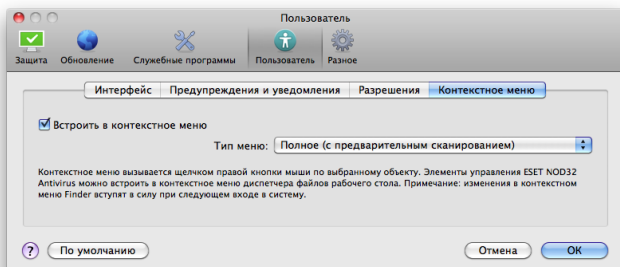 Пользователь
Защита Обновление Служебные программы Пользователь Разное
Интерфейс Предупреждения и уведомления Разрешения Контекстное меню
Встроить в контекстное меню
Тип меню: Полное (с предварительным сканированием)
Контекстное меню вызывается щелчком правой кнопки мыши по выбранному объекту. Элементы управления ESET NOD32
Antivirus можно встроить в контекстное меню диспетчера файлов рабочего стола. Примечание: изменения в контекстном
меню Finder вступят в силу при следующем входе в систему.
? По умолчанию Отмена OK